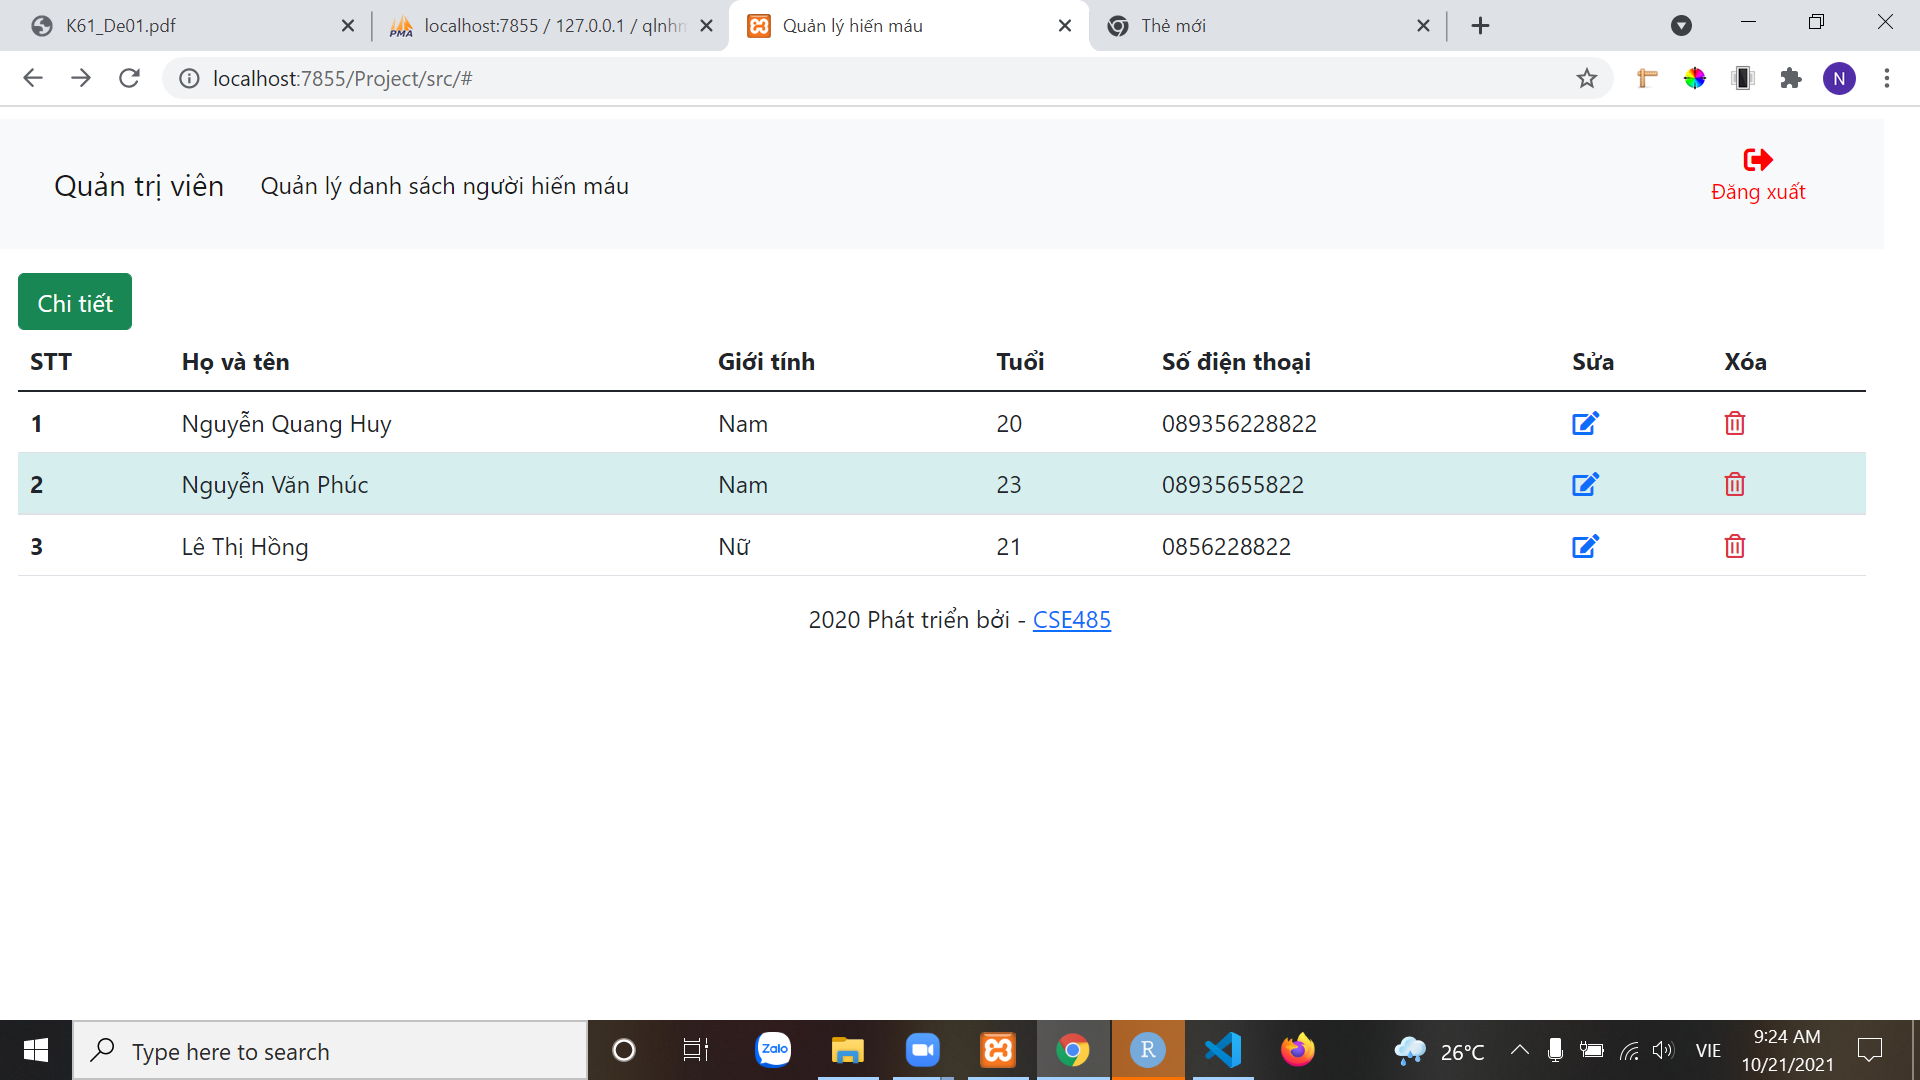 K61_De01.pdf
localhost:7855 / 127.0.0.1 / qlnhn
Quản lý hiến máu
Thẻ mới
localhost:7855/Project/src/#
N
Quản trị viên
Quản lý danh sách người hiến máu
Đăng xuất
Chi tiết
STT Họ và tên Giới tính Tuổi Số điện thoại Sửa Xóa
1 Nguyễn Quang Huy Nam 20 089356228822
2 Nguyễn Văn Phúc Nam 23 08935655822
3 Lê Thị Hồng Nữ 21 0856228822
2020 Phát triển bởi - CSE485
Type here to search
Zalo
R
26°C
VIE
9:24 AM
10/21/2021